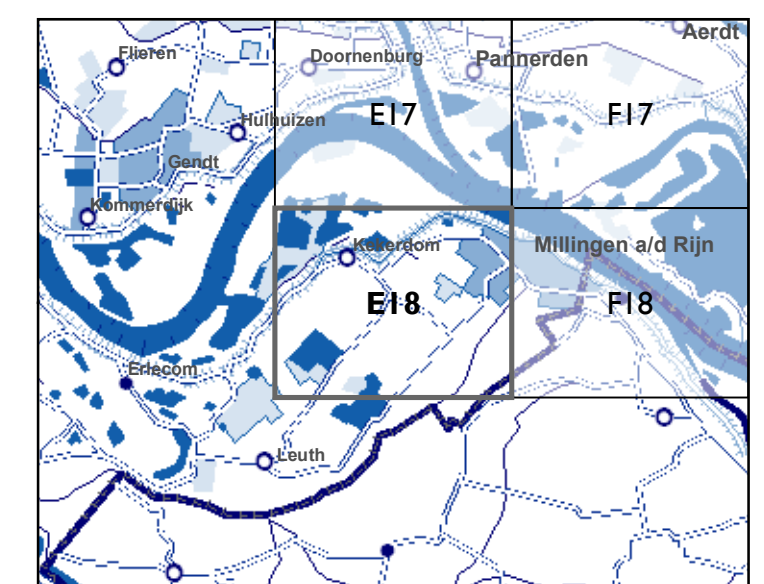 Aerdt
Flieren
Doornenburg
Pannerden
E17
F17
Hulhuizen
Gendt
Kommerdijk
Kekerdom
Millingen a/d Rijn
E18
F18
Erlecom
Leuth